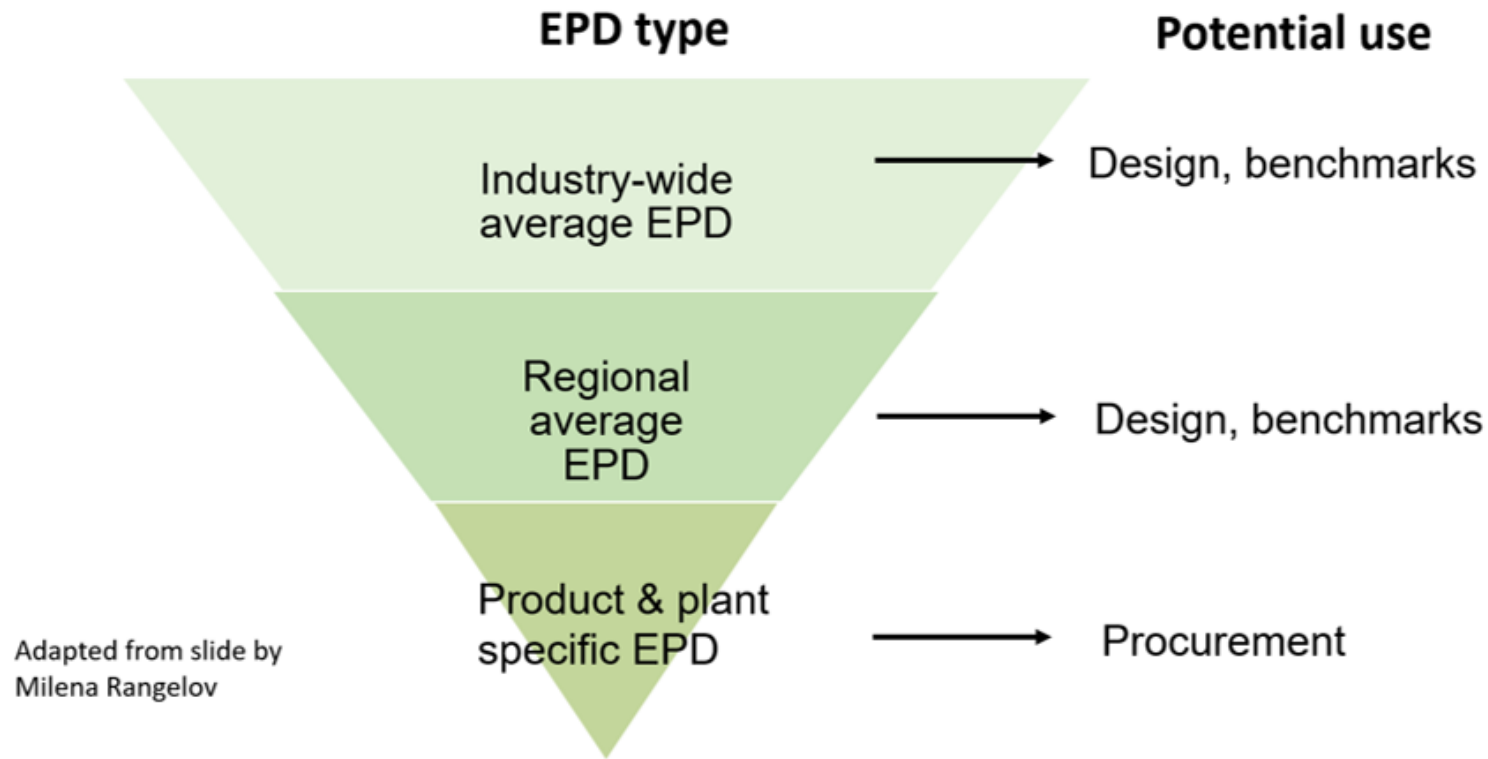 EPD type
Potential use
Industry-wide
average EPD
Design, benchmarks
Regional
average
EPD
Design, benchmarks
Product & plant
specific EPD
Procurement
Adapted from slide by
Milena Rangelov